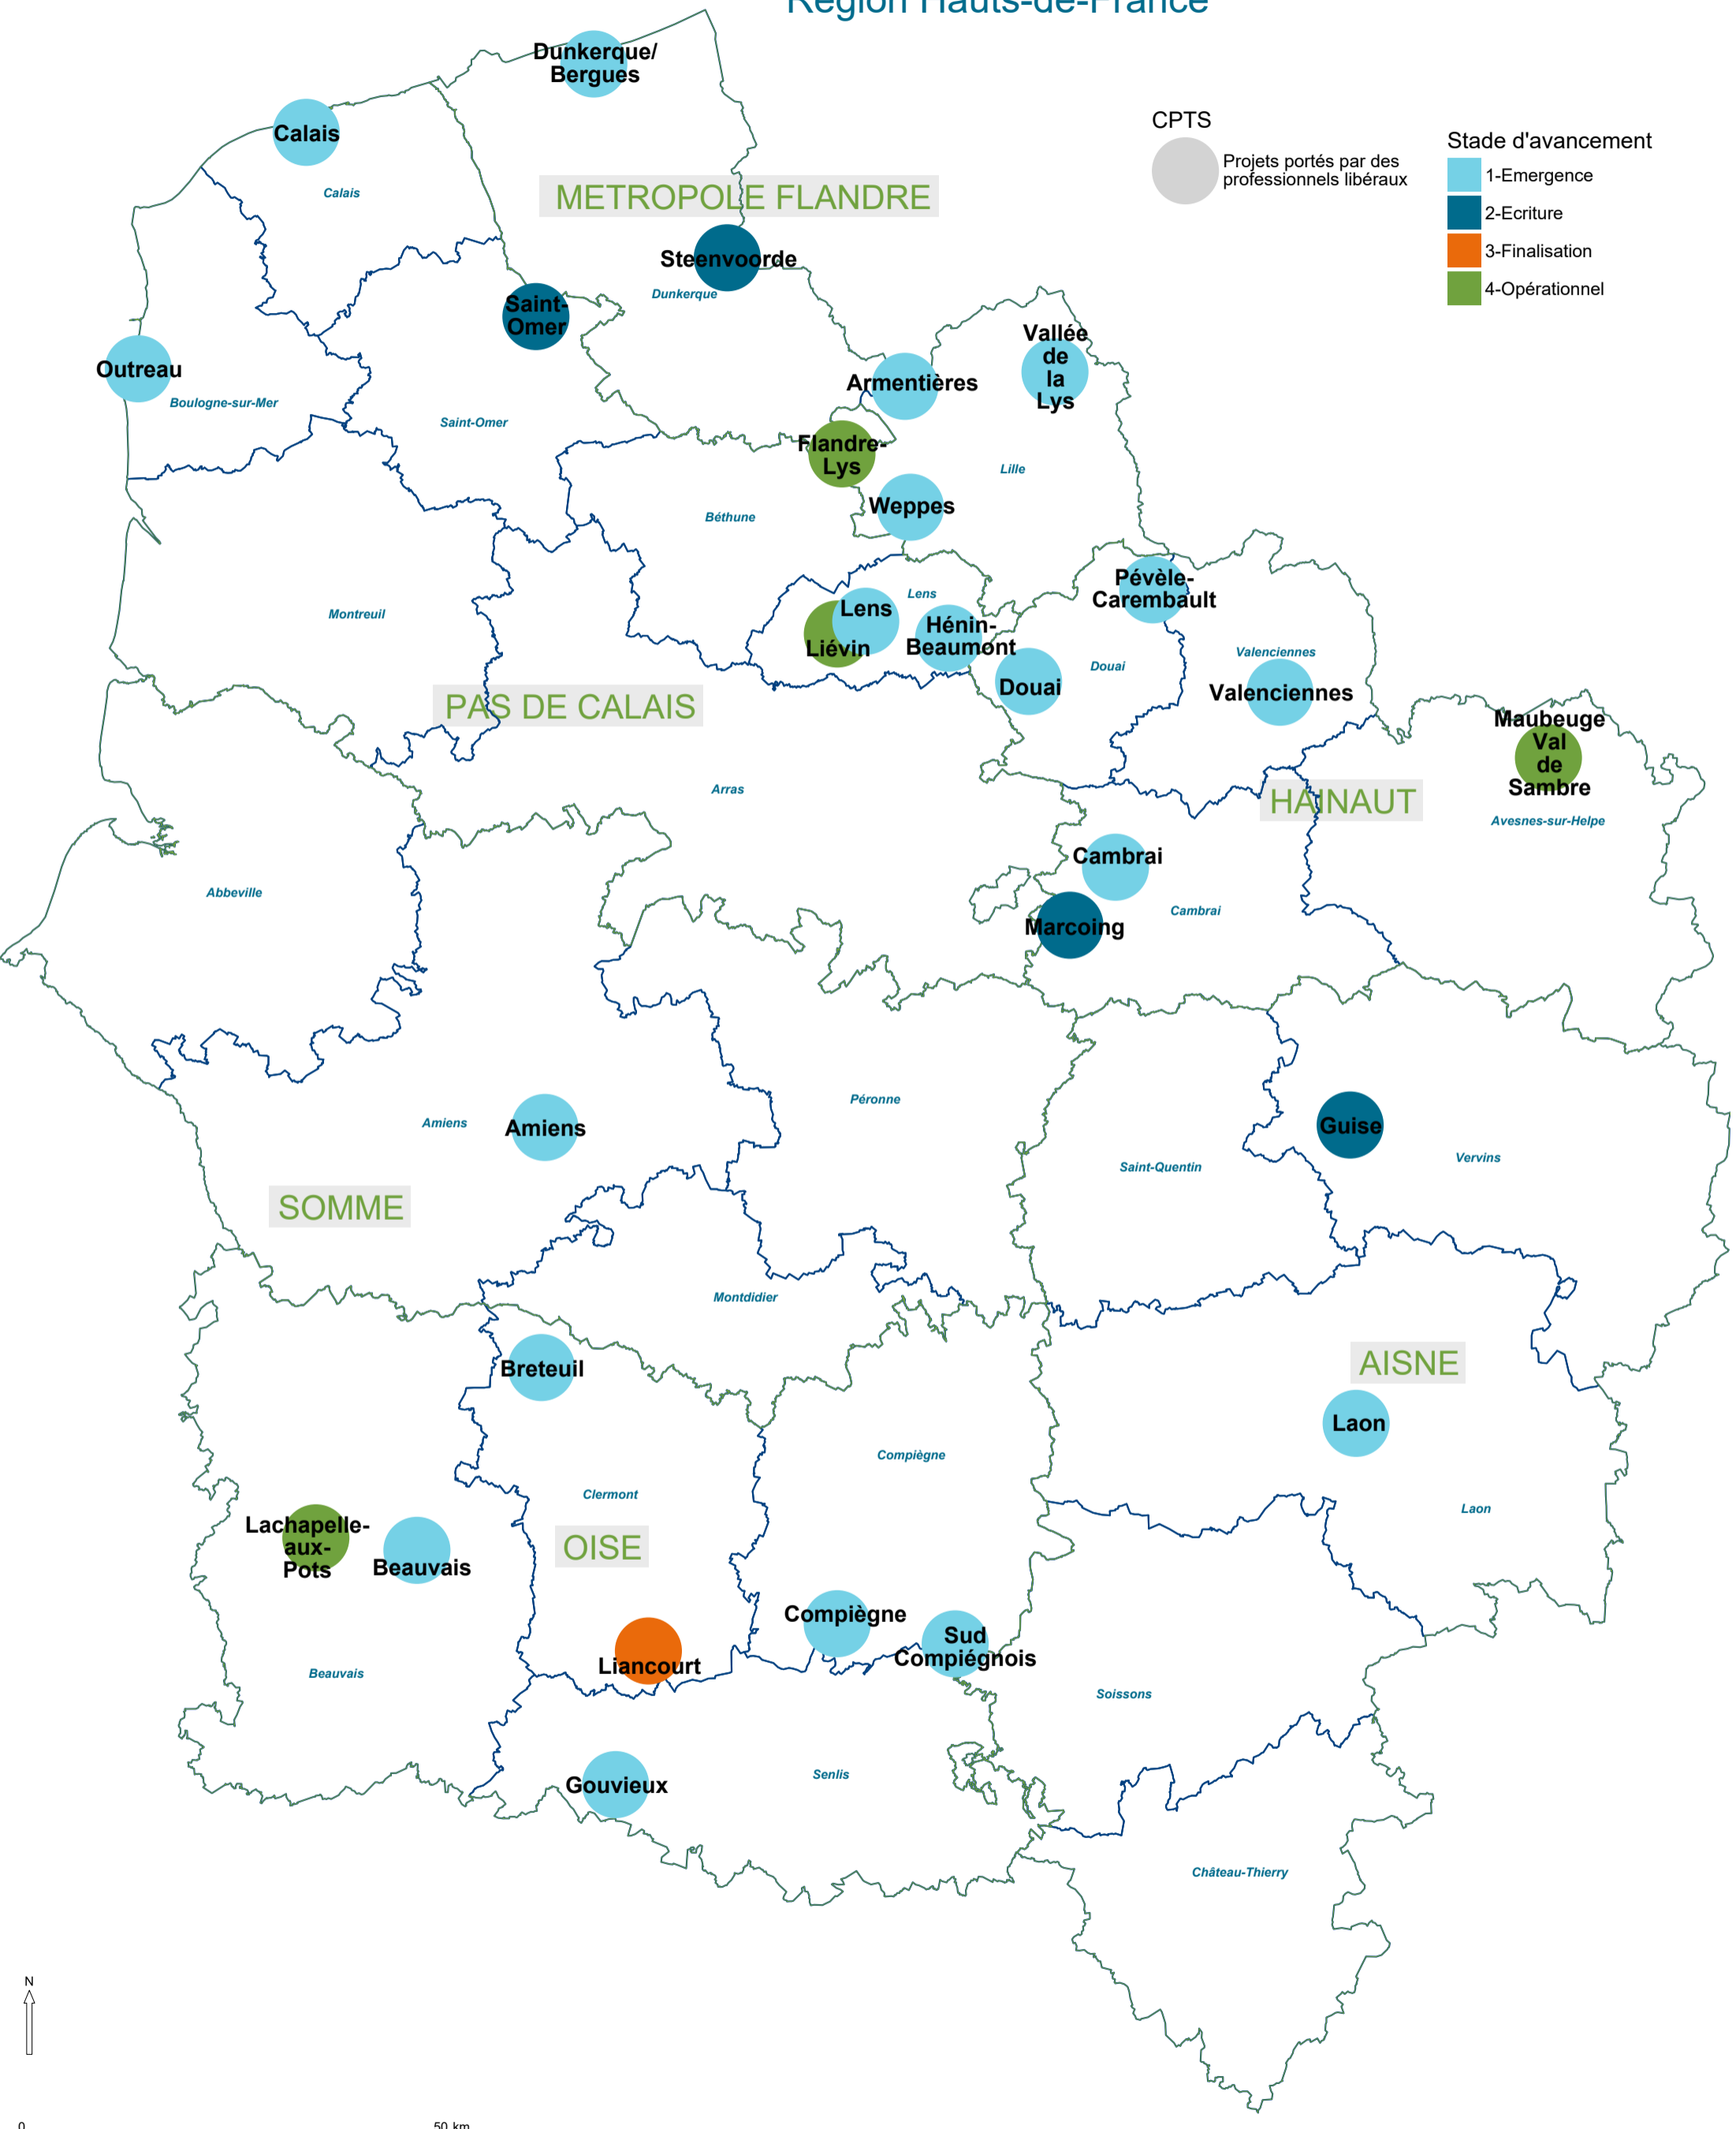 Région Hauts-de-France
Dunkerque/
Bergues
CPTS
Projets portés par des
professionnels libéraux
Stade d'avancement
1-Emergence
2-Ecriture
3-Finalisation
4-Opérationnel
Calais
Calais
METROPOLE FLANDRE
Steenvoorde
Dunkerque
Saint-
Omer
Vallée
de
la
Lys
Outreau
Armentières
Boulogne-sur-Mer
Saint-Omer
Flandre-
Lys
Lille
Weppes
Béthune
Pévèle-
Carembault
Lens
Lens
Montreuil
Hénin-
Beaumont
Liévin
Valenciennes
Douai
Douai
Valenciennes
PAS DE CALAIS
Maubeuge
Val
de
Sambre
Arras
HAINAUT
Avesnes-sur-Helpe
Cambrai
Abbeville
Cambrai
Marcoing
Péronne
Amiens
Amiens
Guise
Vervins
Saint-Quentin
SOMME
Montdidier
AISNE
Breteuil
Laon
Compiègne
Clermont
Laon
Lachapelle-
aux-
Pots
OISE
Beauvais
Compiègne
Sud
Compiégnois
Liancourt
Beauvais
Soissons
Senlis
Gouvieux
Château-Thierry
N
0
50 km